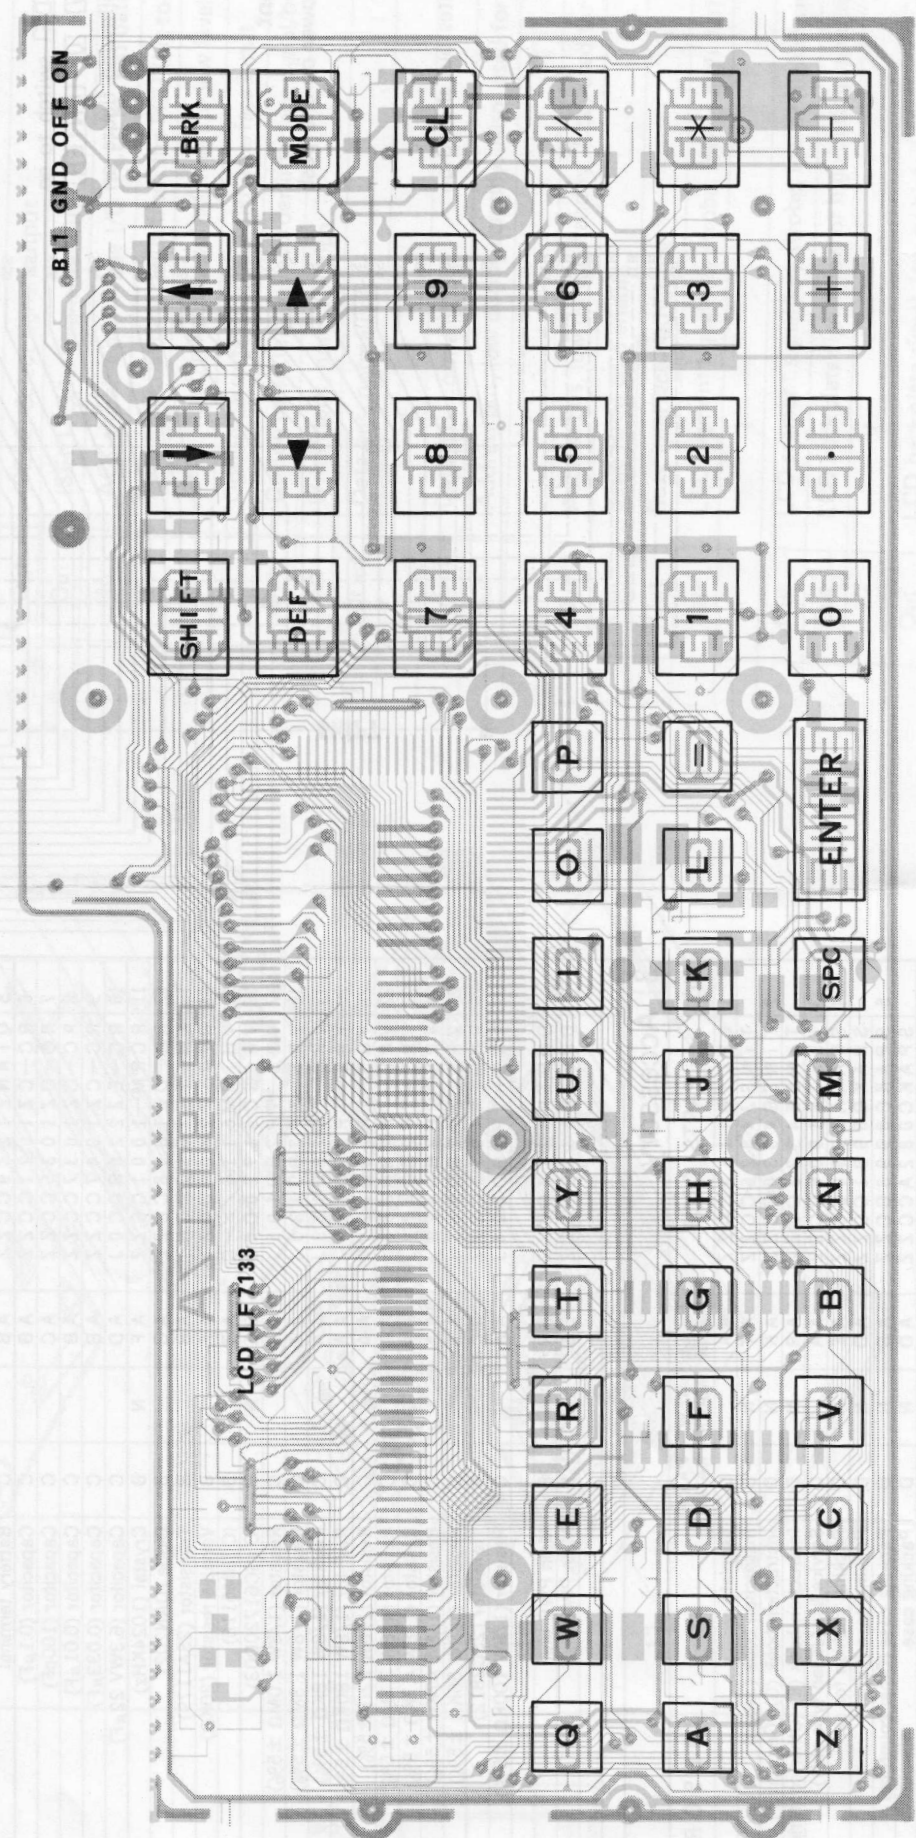 B11 GND OFF ON
SHIFT ↓ ↑ BRK
LCD LF7133
DEF ◀ ▶ MODE
7 8 9 CL
Q W E R T Y U I O P 4 5 6 /
A S D F G H J K L = 1 2 3 *
Z X C V B N M SPC ENTER 0 . + -